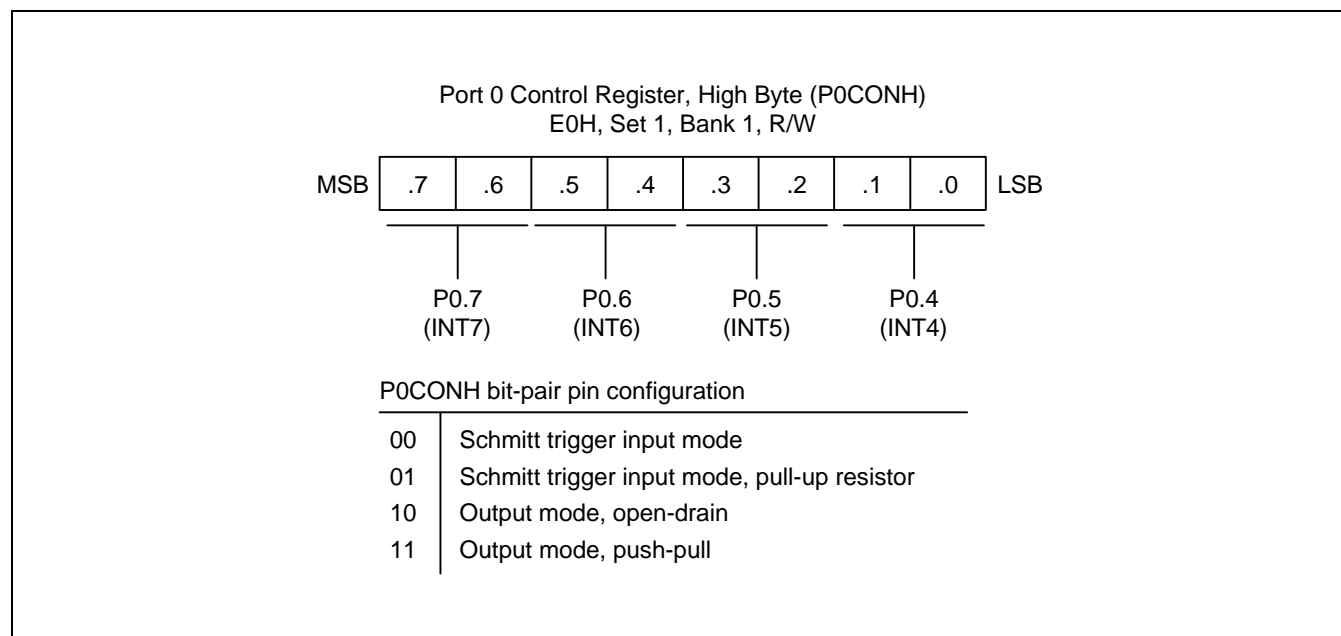 Port 0 Control Register, High Byte (P0CONH)
E0H, Set 1, Bank 1, R/W
MSB .7 .6 .5 .4 .3 .2 .1 .0 LSB
P0.7 P0.6 P0.5 P0.4
(INT7) (INT6) (INT5) (INT4)
P0CONH bit-pair pin configuration
00 Schmitt trigger input mode
01 Schmitt trigger input mode, pull-up resistor
10 Output mode, open-drain
11 Output mode, push-pull